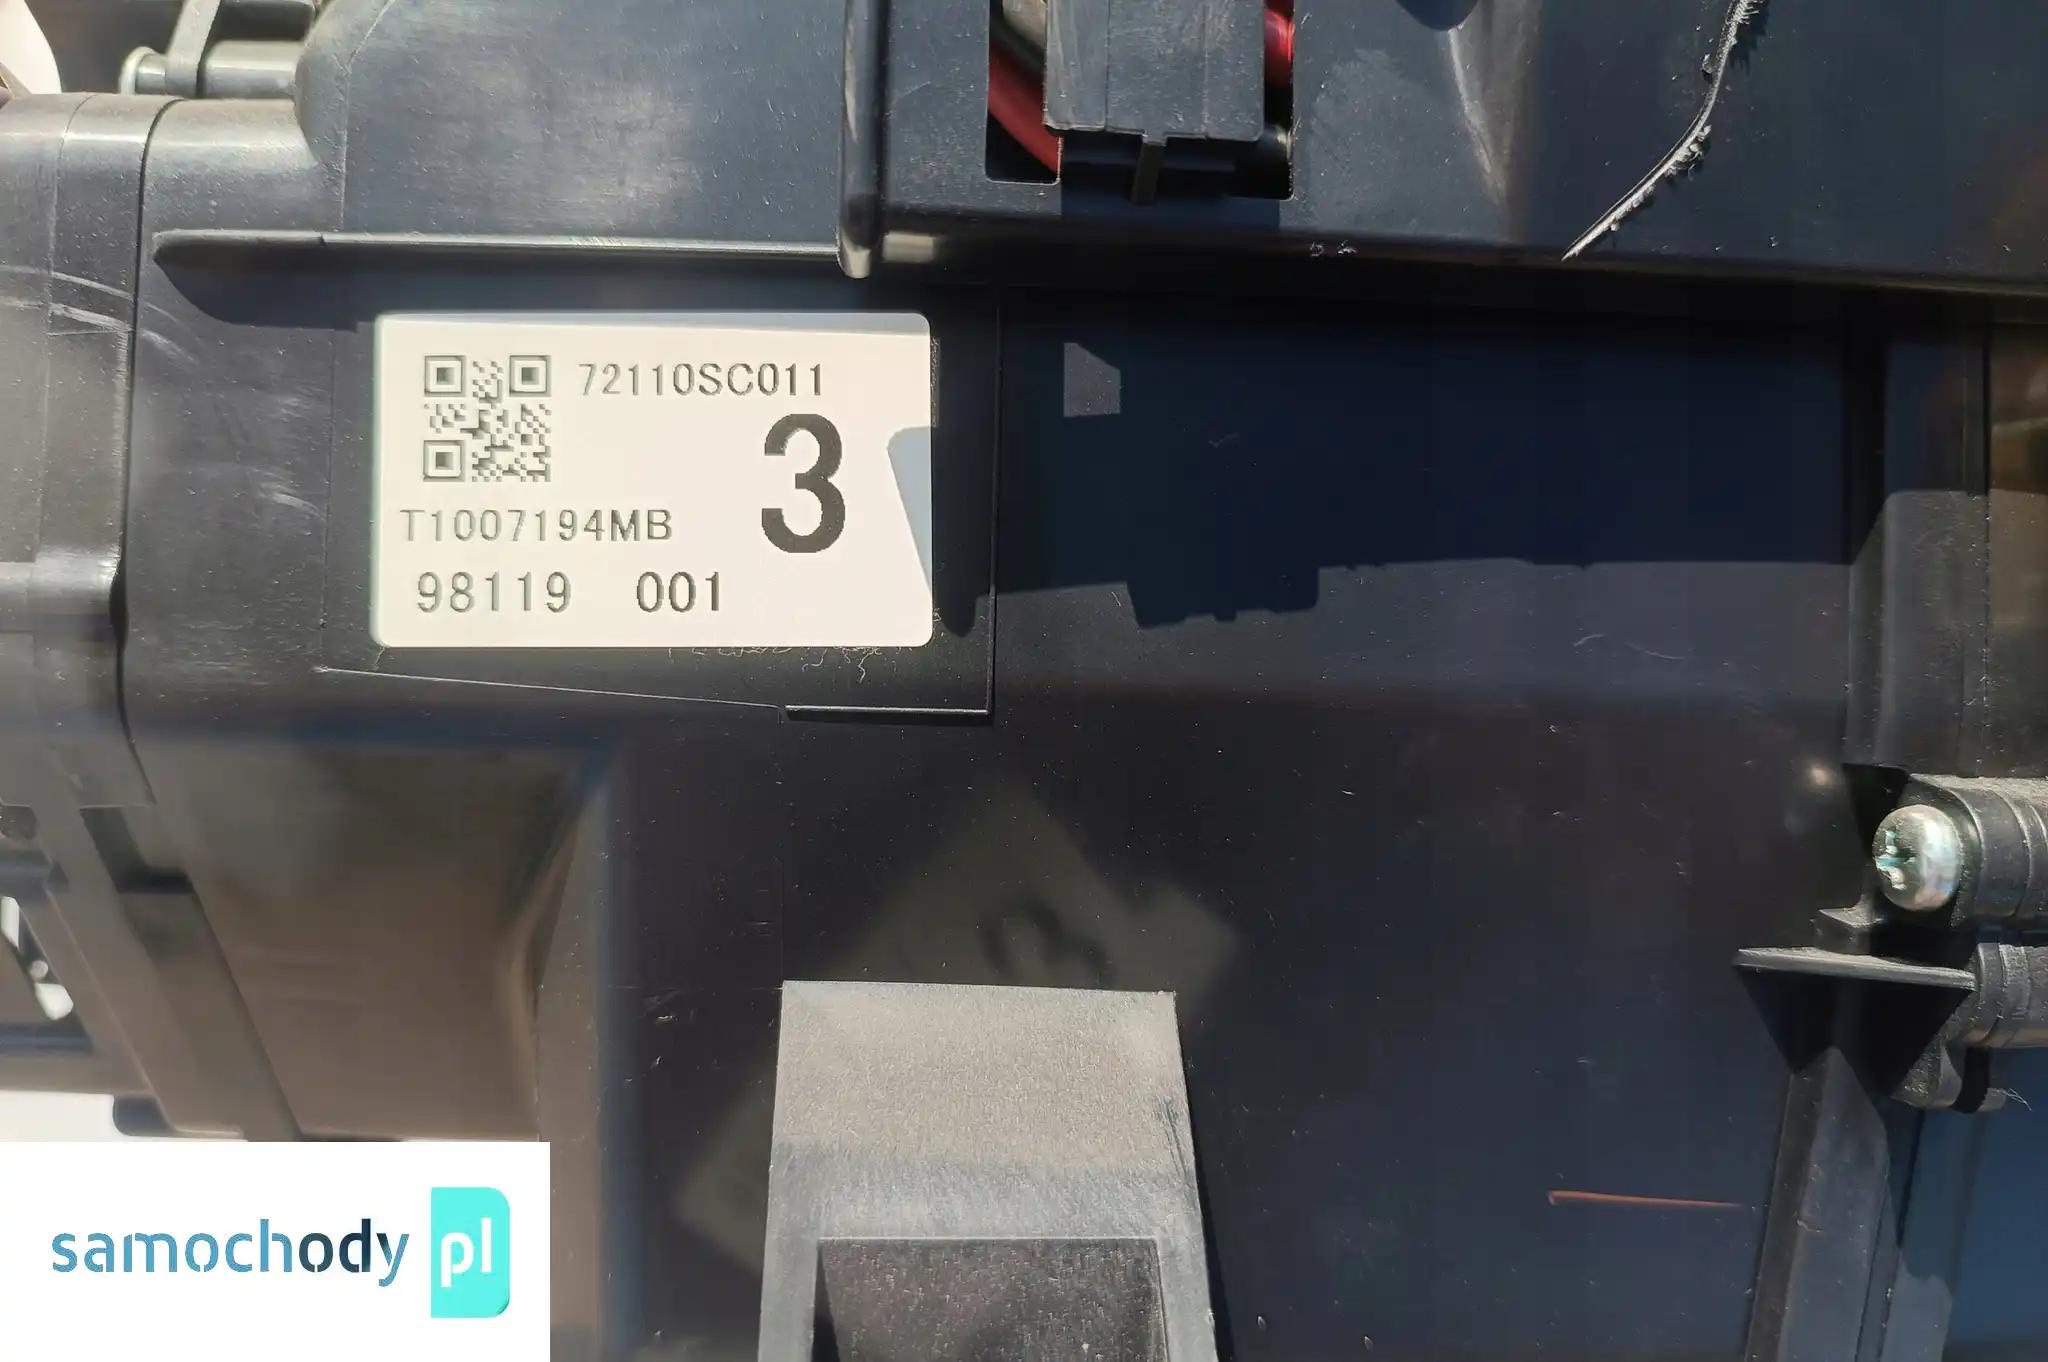 72110SC011
3
T1007194MB
98119 001
samochody pl